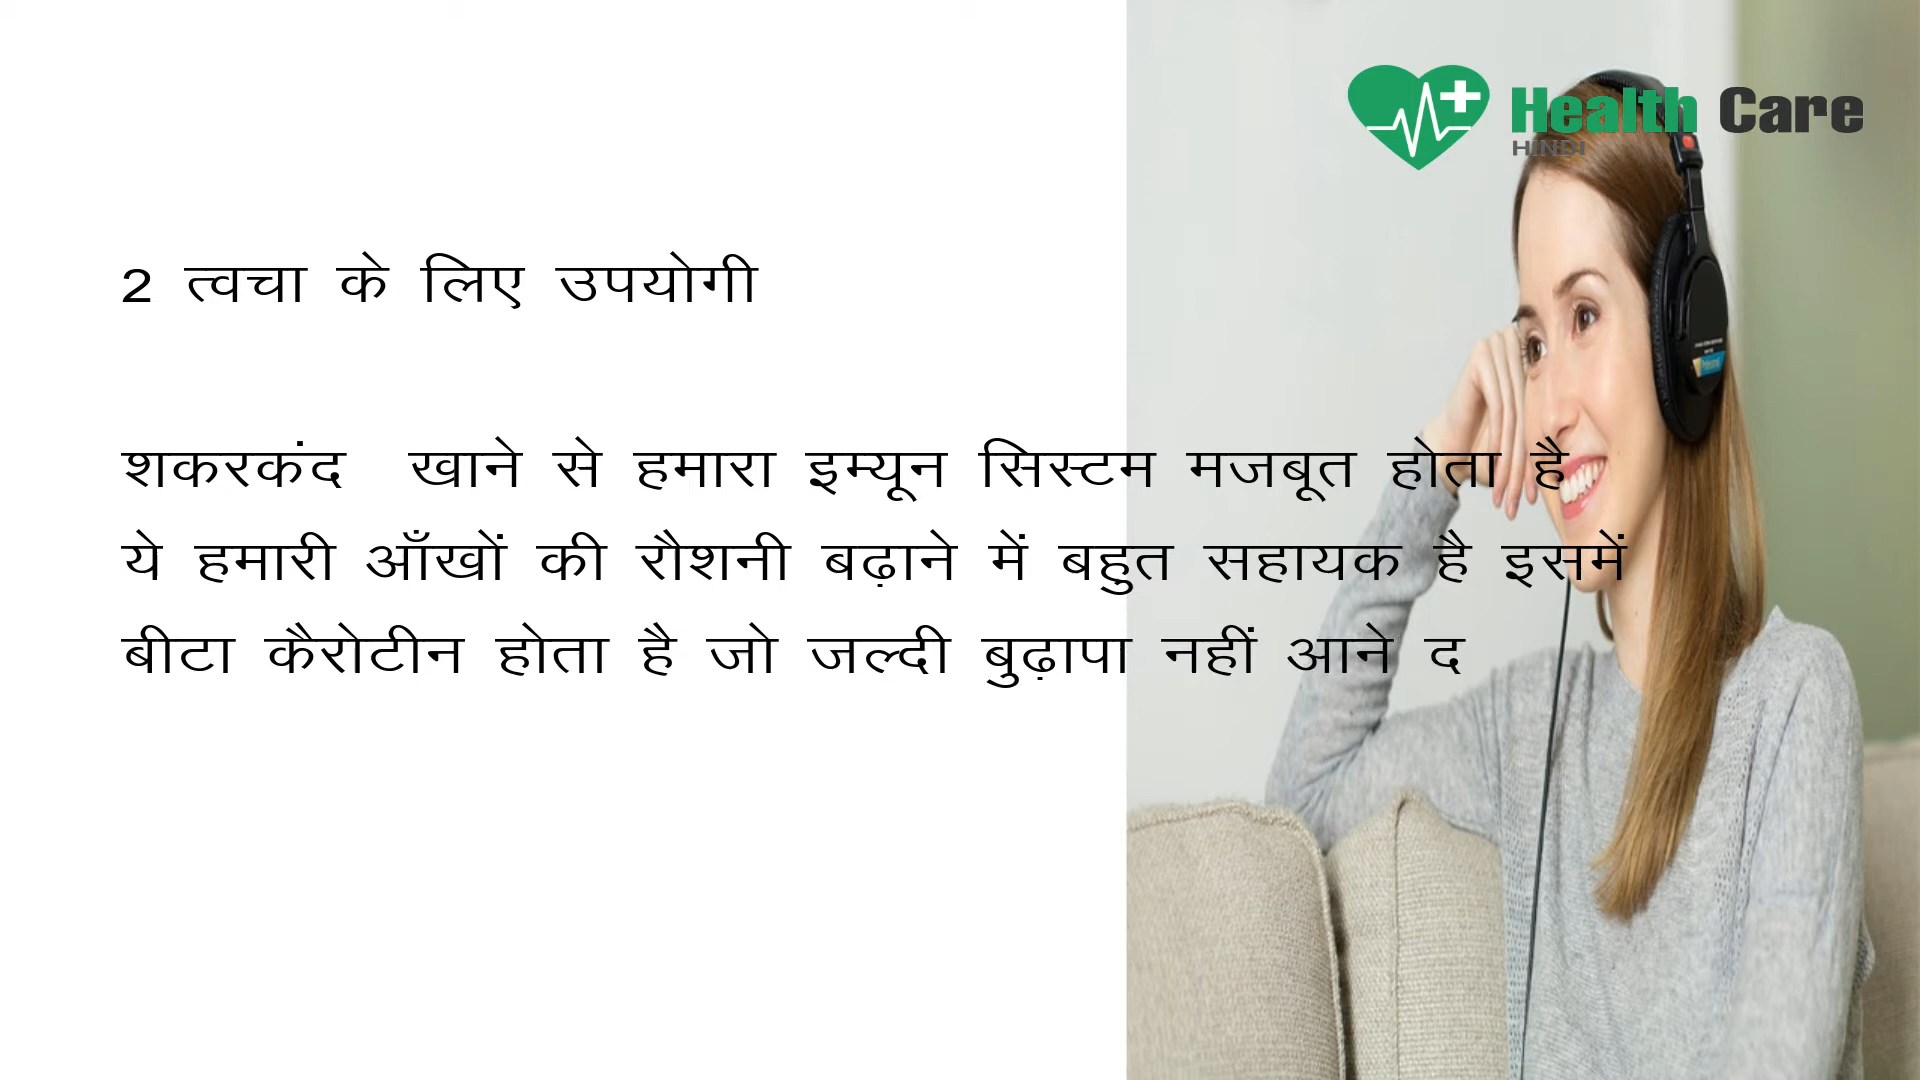 Health Care
HINDI
2 त्वचा के लिए उपयोगी
शकरकंद खाने से हमारा इम्यून सिस्टम मजबूत होता है
ये हमारी आँखों की रौशनी बढ़ाने में बहुत सहायक है इसमें
बीटा कैरोटीन होता है जो जल्दी बुढ़ापा नहीं आने द